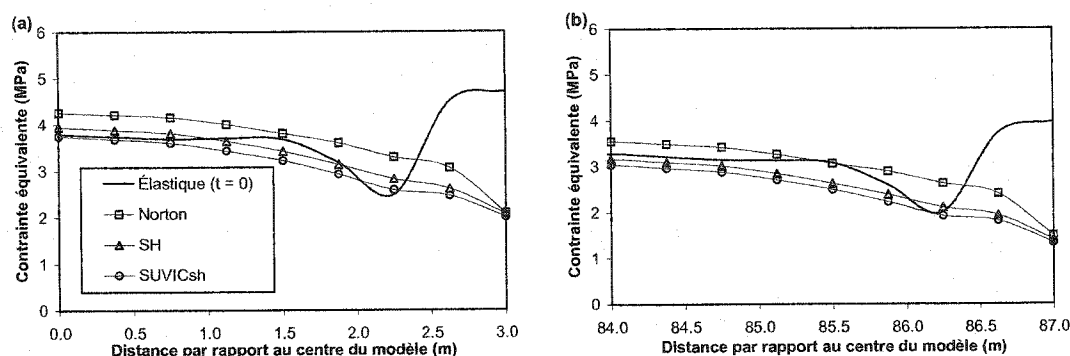 (a)
6
5
4
3
2
1
0
Contrainte équivalente (MPa)
Élastique (t = 0)
Norton
SH
SUVICsh
0.0 0.5 1.0 1.5 2.0 2.5 3.0
Distance par rapport au centre du modèle (m)
(b)
6
5
4
3
2
1
0
Contrainte équivalente (MPa)
84.0 84.5 85.0 85.5 86.0 86.5 87.0
Distance par rapport au centre du modèle (m)